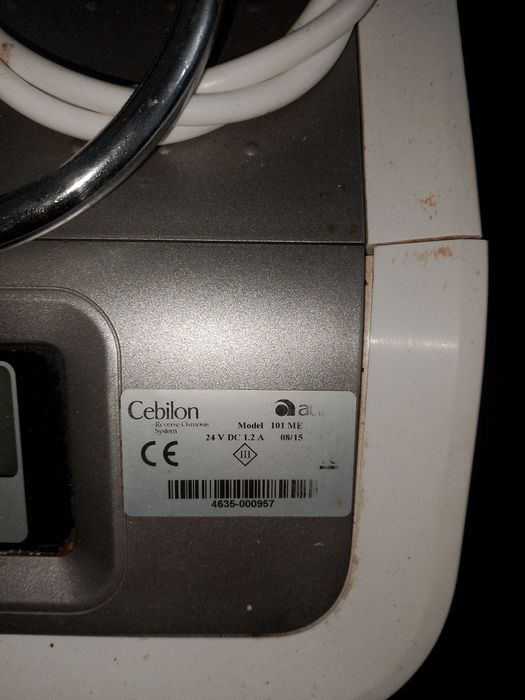 Cebilon
Reverse Osmosis
System
Model 101 ME
24 V DC 1.2 A 08/15
CE
III
4635-000957